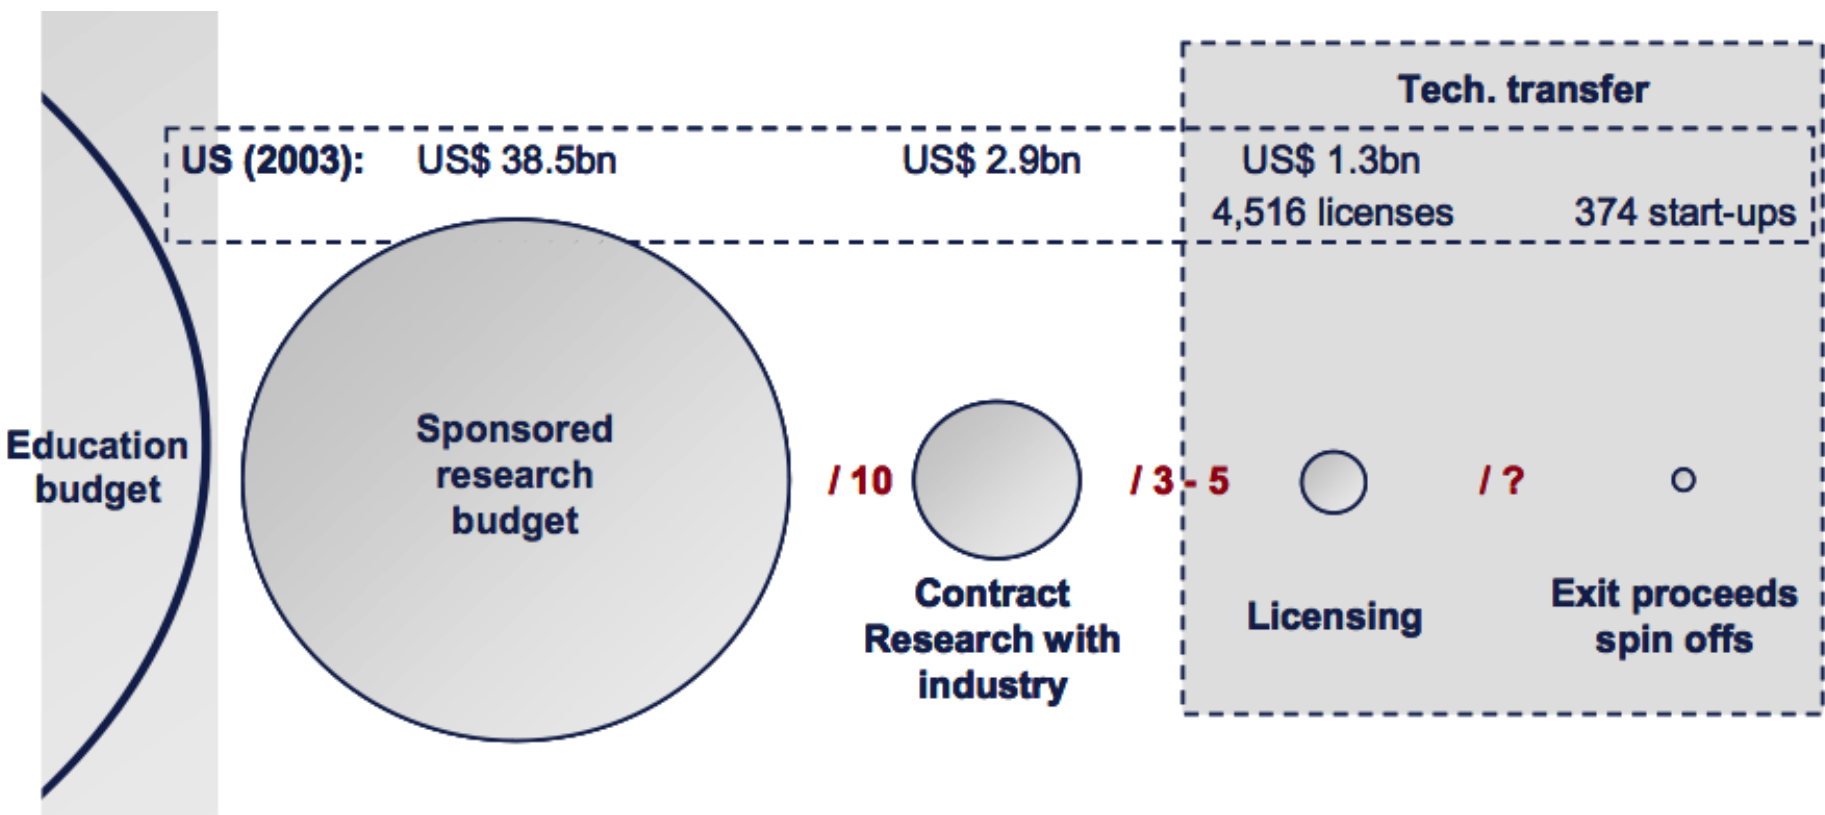 Tech. transfer
US (2003): US$ 38.5bn US$ 2.9bn US$ 1.3bn
4,516 licenses 374 start-ups
Education
budget
Sponsored
research
budget
/ 10
/ 3 - 5
/ ?
Contract
Research with
industry
Licensing
Exit proceeds
spin offs